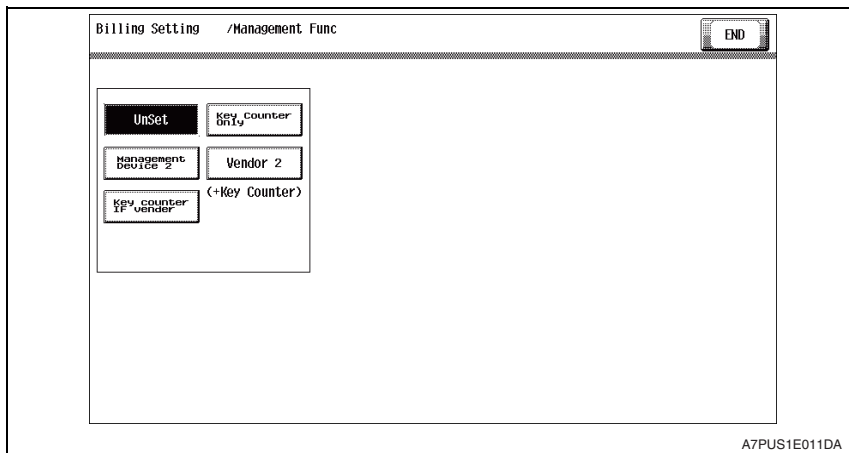 Billing Setting /Management Func
END
UnSet
Key Counter
Only
Management
Device 2
Vendor 2
(+Key Counter)
Key counter
IF vender
A7PUS1E011DA